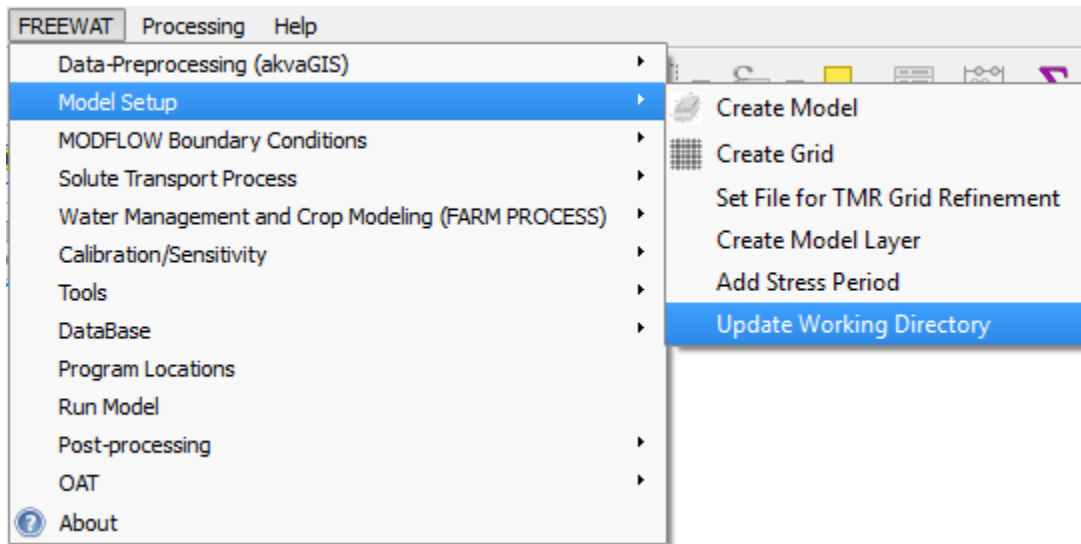 FREEWAT Processing Help
Data-Preprocessing (akvaGIS)
Model Setup
MODFLOW Boundary Conditions
Solute Transport Process
Water Management and Crop Modeling (FARM PROCESS)
Calibration/Sensitivity
Tools
DataBase
Program Locations
Run Model
Post-processing
OAT
About
Create Model
Create Grid
Set File for TMR Grid Refinement
Create Model Layer
Add Stress Period
Update Working Directory